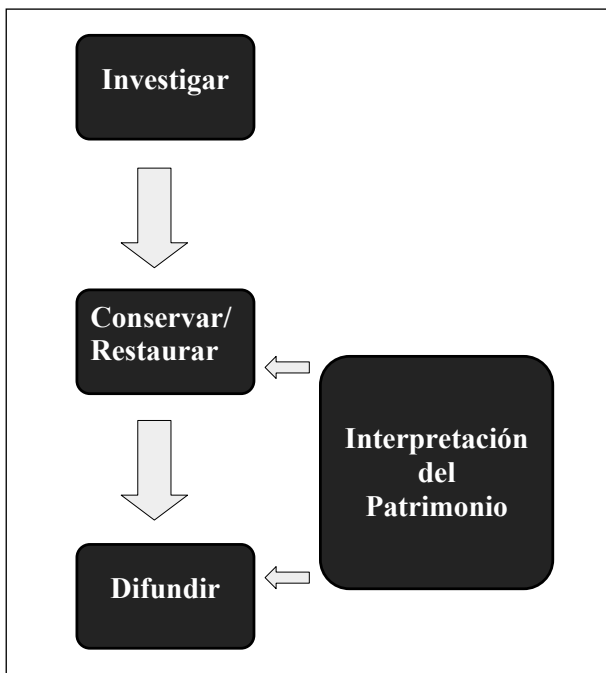 Investigar
Conservar/
Restaurar
Interpretación
del
Patrimonio
Difundir